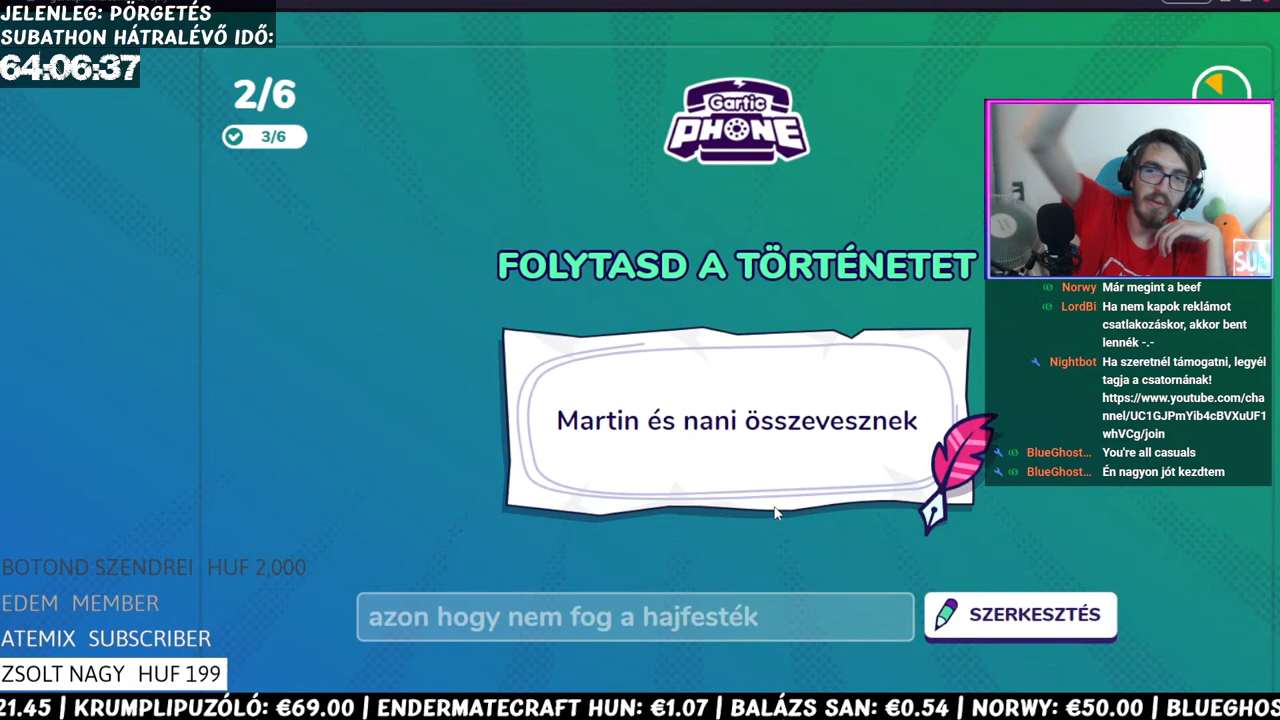 JELENLEG: PÖRGETÉS
SUBATHON HÁTRALÉVŐ IDŐ:
64:06:37
2/6
3/6
Gartic
PHONE
FOLYTASD A TÖRTÉNETET
Martin és nani összevesznek
azon hogy nem fog a hajfesték
SZERKESZTÉS
Norwy Már megint a beef
LordBi Ha nem kapok reklámot
csatlakozáskor, akkor bent
lennék -.-
Nightbot Ha szeretnél támogatni, legyél
tagja a csatornának!
https://www.youtube.com/cha
nnel/UC1GJPmYib4cBVXuUF1
whVCg/join
BlueGhost... You're all casuals
BlueGhost... Én nagyon jót kezdtem
BOTOND SZENDREI HUF 2,000
EDEM MEMBER
ATEMIX SUBSCRIBER
ZSOLT NAGY HUF 199
21.45 | KRUMPLIPUZÓLÓ: €69.00 | ENDERMATECRAFT HUN: €1.07 | BALÁZS SAN: €0.54 | NORWY: €50.00 | BLUEGHOS